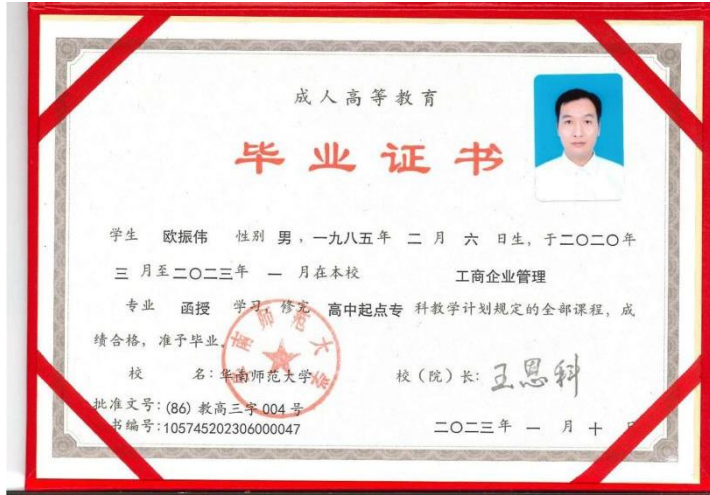 成人高等教育
毕业证书
学生 欧振伟 性别 男，一九八五年 二 月 六 日生，于二〇二〇年
三 月至二〇二三年 一 月在本校 工商企业管理
专业 函授 学习，修完 高中起点专 科教学计划规定的全部课程，成
绩合格，准予毕业。
校 名：华南师范大学 校（院）长：王恩科
批准文号：(86) 教高三字 004 号
书编号：105745202306000047 二〇二三年 一 月 十